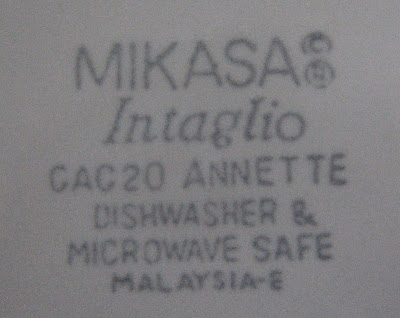 MIKASA © ®
Intaglio
CAC20 ANNETTE
DISHWASHER &
MICROWAVE SAFE
MALAYSIA-E